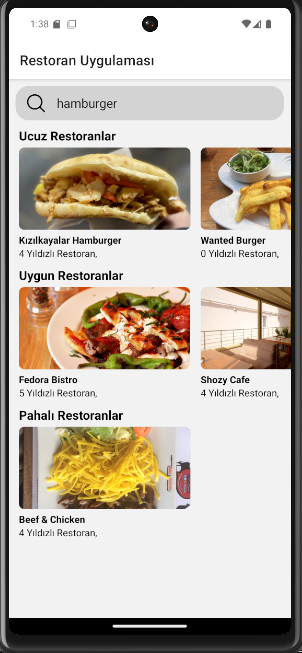 1:38
Restoran Uygulaması
hamburger
Ucuz Restoranlar
Kızılkayalar Hamburger
4 Yıldızlı Restoran,
Wanted Burger
0 Yıldızlı Restoran,
Uygun Restoranlar
Fedora Bistro
5 Yıldızlı Restoran,
Shozy Cafe
4 Yıldızlı Restoran,
Pahalı Restoranlar
Beef & Chicken
4 Yıldızlı Restoran,